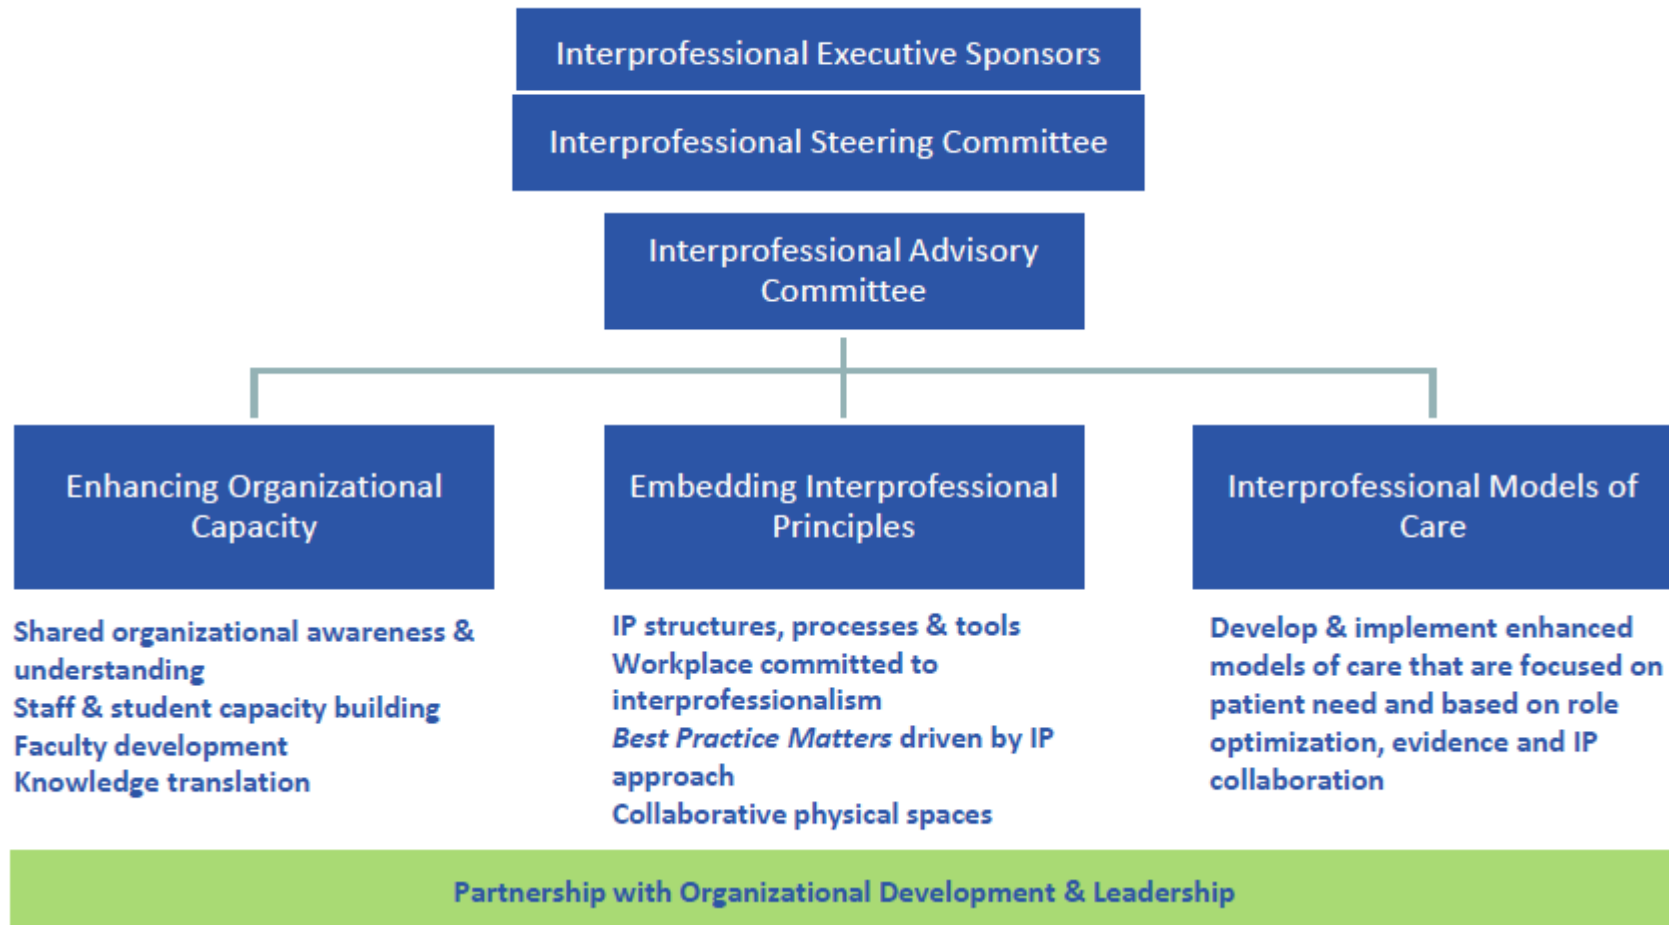 Interprofessional Executive Sponsors
Interprofessional Steering Committee
Interprofessional Advisory
Committee
Enhancing Organizational
Capacity
Shared organizational awareness &
understanding
Staff & student capacity building
Faculty development
Knowledge translation
Embedding Interprofessional
Principles
IP structures, processes & tools
Workplace committed to
interprofessionalism
Best Practice Matters driven by IP
approach
Collaborative physical spaces
Interprofessional Models of
Care
Develop & implement enhanced
models of care that are focused on
patient need and based on role
optimization, evidence and IP
collaboration
Partnership with Organizational Development & Leadership